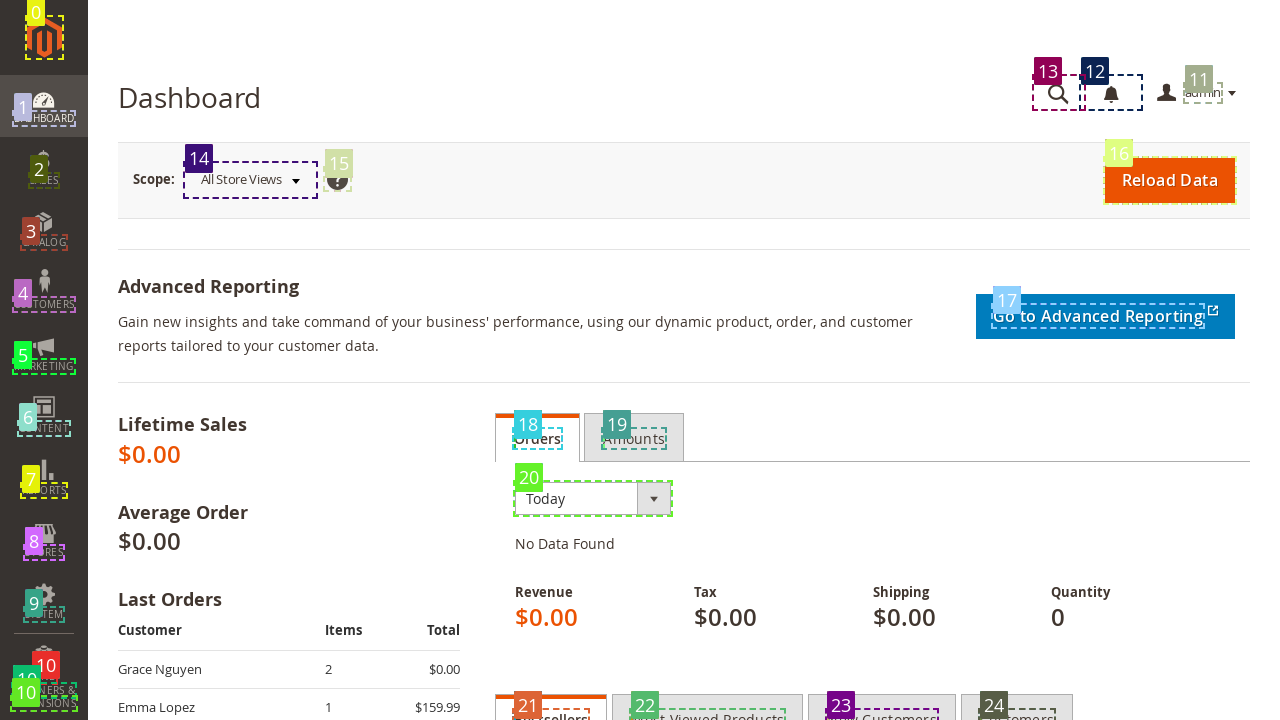 0
1
DASHBOARD
2
SALES
3
CATALOG
4
CUSTOMERS
5
MARKETING
6
CONTENT
7
REPORTS
8
STORES
9
SYSTEM
10
10
10
Dashboard
13
12
11
admin
Scope:
14
All Store Views
15
?
16
Reload Data
Advanced Reporting
Gain new insights and take command of your business' performance, using our dynamic product, order, and customer
reports tailored to your customer data.
17
Go to Advanced Reporting
Lifetime Sales
$0.00
Average Order
$0.00
Last Orders
Customer Items Total
Grace Nguyen 2 $0.00
Emma Lopez 1 $159.99
18
Orders
19
Amounts
20
Today
No Data Found
Revenue Tax Shipping Quantity
$0.00 $0.00 $0.00 0
21
Bestsellers
22
Most Viewed Products
23
New Customers
24
Customers